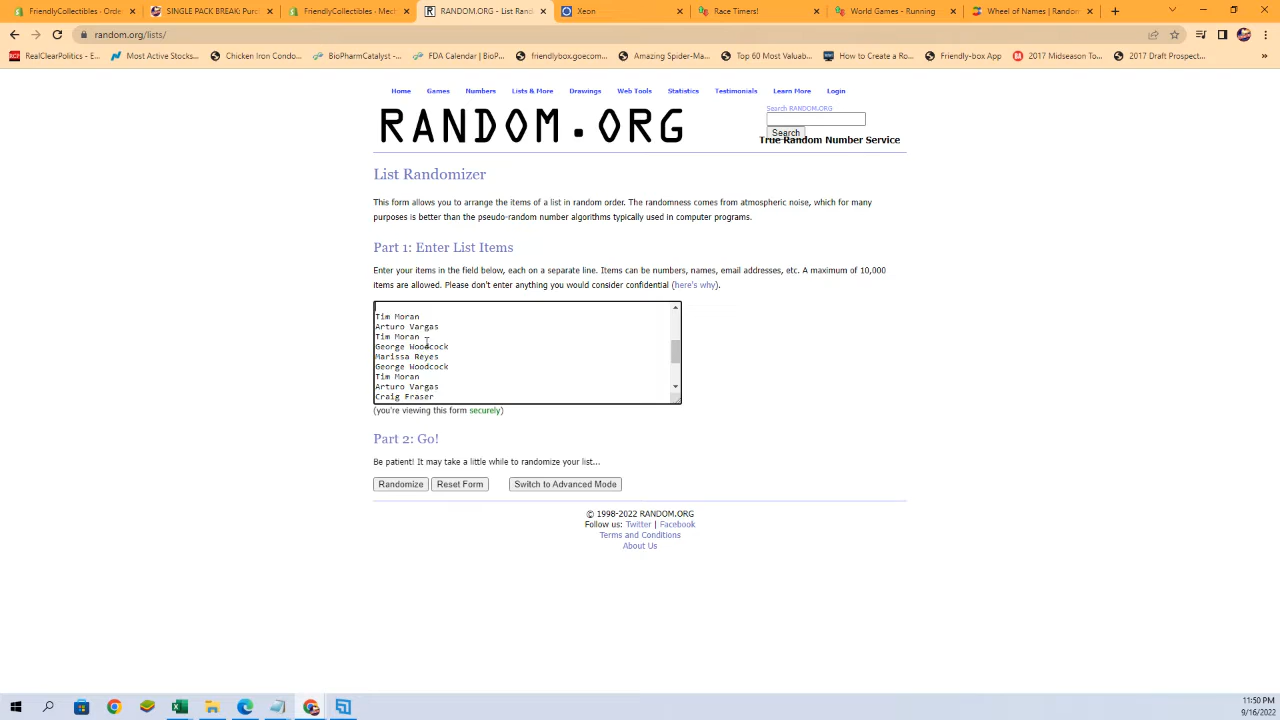 FriendlyCollectibles · Orde
SINGLE PACK BREAK: Purc
FriendlyCollectibles - Merc
RANDOM.ORG - List Rando
Xeon
Race Times!
World Games - Running
Wheel of Names | Random
random.org/lists/
RealClearPolitics - E...
Academics - Northw...
Chicken Iron Condo...
BioPharmCatalyst -...
FDA Calendar | BioP...
friendlybox.goecom...
Amazing Spider-Ma...
Top 60 Most Valuab...
How to Create a Ro...
Friendly-box App
2017 Midseason To...
2017 Draft Prospect...
Home Games Numbers Lists & More Drawings Web Tools Statistics Testimonials Learn More Login
RANDOM.ORG
Search RANDOM.ORG
Search
True Random Number Service
List Randomizer
This form allows you to arrange the items of a list in random order. The randomness comes from atmospheric noise, which for many
purposes is better than the pseudo-random number algorithms typically used in computer programs.
Part 1: Enter List Items
Enter your items in the field below, each on a separate line. Items can be numbers, names, email addresses, etc. A maximum of 10,000
items are allowed. Please don't enter anything you would consider confidential (here's why).
Tim Moran
Arturo Vargas
Tim Moran
George Woodcock
Marissa Reyes
George Woodcock
Tim Moran
Arturo Vargas
Craig Fraser
(you're viewing this form securely)
Part 2: Go!
Be patient! It may take a little while to randomize your list...
Randomize Reset Form Switch to Advanced Mode
© 1998-2022 RANDOM.ORG
Follow us: Twitter | Facebook
Terms and Conditions
About Us
11:50 PM
9/16/2022